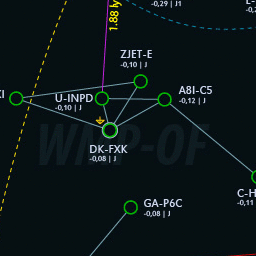 -0,29 | J1
1.88 ly
ZJET-E
-0,10 | J
U-INPD
-0,10 | J
A8I-C5
-0,12 | J
DK-FXK
-0,08 | J
C-H
-0,11
GA-P6C
-0,08 | J